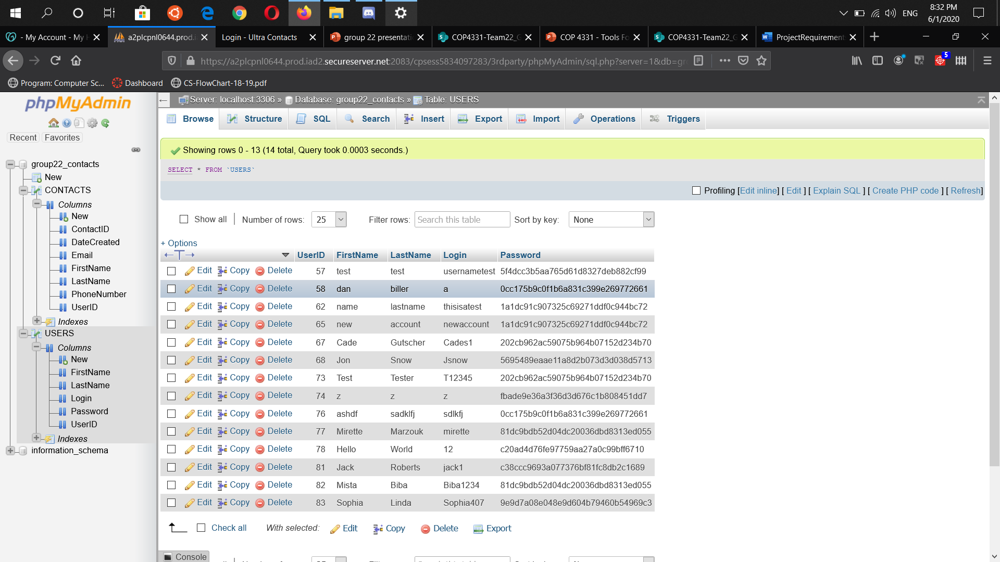 ENG
8:32 PM
6/1/2020
- My Account - My H
a2plcpnl0644.prod.i
Login - Ultra Contacts
group 22 presentati
COP4331-Team22_G
COP 4331 - Tools Fo
COP4331-Team22_G
ProjectRequirement
https://a2plcpnl0644.prod.iad2.secureserver.net:2083/cpsess5834097283/3rdparty/phpMyAdmin/sql.php?server=1&db=gr
5
Program: Computer Sc...
Dashboard
CS-FlowChart-18-19.pdf
phpMyAdmin
Recent Favorites
group22_contacts
New
CONTACTS
Columns
New
ContactID
DateCreated
Email
FirstName
LastName
PhoneNumber
UserID
Indexes
USERS
Columns
New
FirstName
LastName
Login
Password
UserID
Indexes
information_schema
Server: localhost:3306 » Database: group22_contacts » Table: USERS
Browse Structure SQL Search Insert Export Import Operations Triggers
Showing rows 0 - 13 (14 total, Query took 0.0003 seconds.)
SELECT * FROM `USERS`
Profiling [Edit inline] [ Edit ] [ Explain SQL ] [ Create PHP code ] [ Refresh]
Show all | Number of rows: 25 Filter rows: Search this table Sort by key: None
+ Options
UserID FirstName LastName Login Password
Edit Copy Delete 57 test test usernametest 5f4dcc3b5aa765d61d8327deb882cf99
Edit Copy Delete 58 dan biller a 0cc175b9c0f1b6a831c399e269772661
Edit Copy Delete 62 name lastname thisisatest 1a1dc91c907325c69271ddf0c944bc72
Edit Copy Delete 65 new account newaccount 1a1dc91c907325c69271ddf0c944bc72
Edit Copy Delete 67 Cade Gutscher Cades1 202cb962ac59075b964b07152d234b70
Edit Copy Delete 68 Jon Snow Jsnow 5695489eaae11a8d2b073d3d038d5713
Edit Copy Delete 73 Test Tester T12345 202cb962ac59075b964b07152d234b70
Edit Copy Delete 74 z z z fbade9e36a3f36d3d676c1b808451dd7
Edit Copy Delete 76 ashdf sadklfj sdlkfj 0cc175b9c0f1b6a831c399e269772661
Edit Copy Delete 77 Mirette Marzouk mirette 81dc9bdb52d04dc20036dbd8313ed055
Edit Copy Delete 78 Hello World 12 c20ad4d76fe97759aa27a0c99bff6710
Edit Copy Delete 81 Jack Roberts jack1 c38ccc9693a077376bf81fc8db2c1689
Edit Copy Delete 82 Mista Biba Biba1234 81dc9bdb52d04dc20036dbd8313ed055
Edit Copy Delete 83 Sophia Linda Sophia407 9e9d7a08e048e9d604b79460b54969c3
Check all With selected: Edit Copy Delete Export
Console